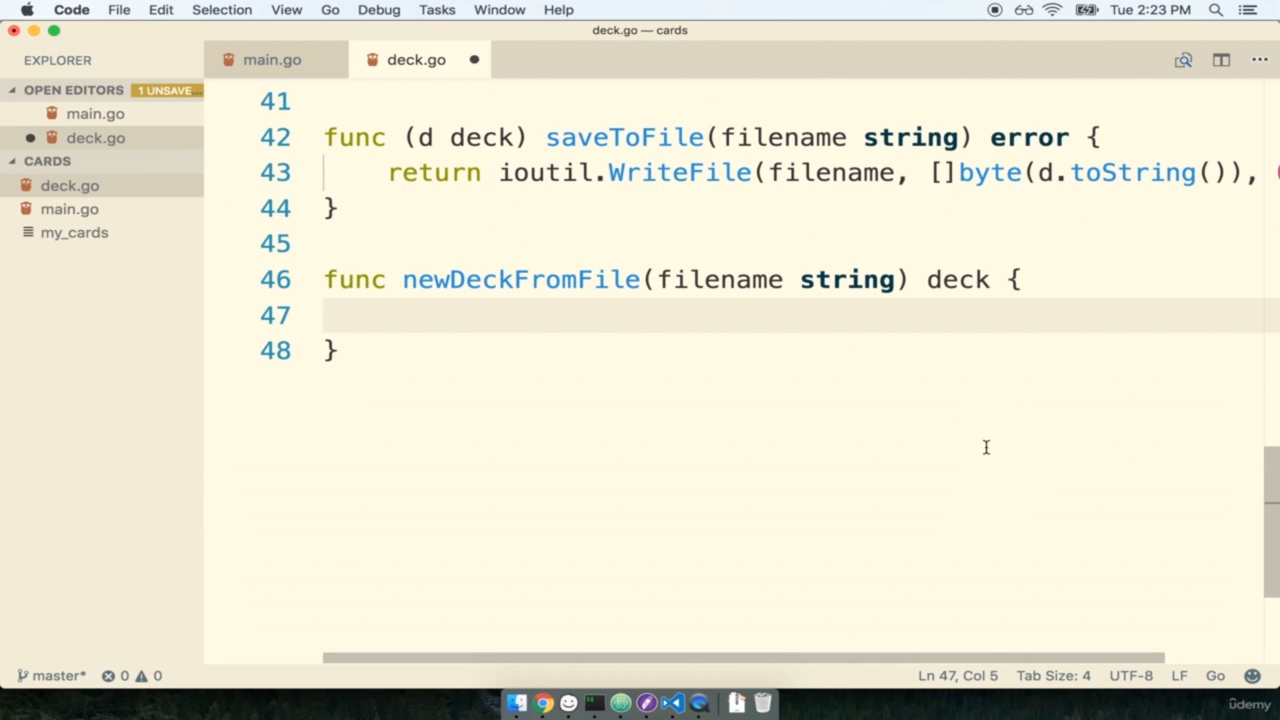 Code File Edit Selection View Go Debug Tasks Window Help Tue 2:23 PM
deck.go — cards
EXPLORER
main.go deck.go
OPEN EDITORS 1 UNSAVE...
main.go
deck.go
CARDS
deck.go
main.go
my_cards
41
42 func (d deck) saveToFile(filename string) error {
43 return ioutil.WriteFile(filename, []byte(d.toString()),
44 }
45
46 func newDeckFromFile(filename string) deck {
47
48 }
master* 0 0 Ln 47, Col 5 Tab Size: 4 UTF-8 LF Go
udemy